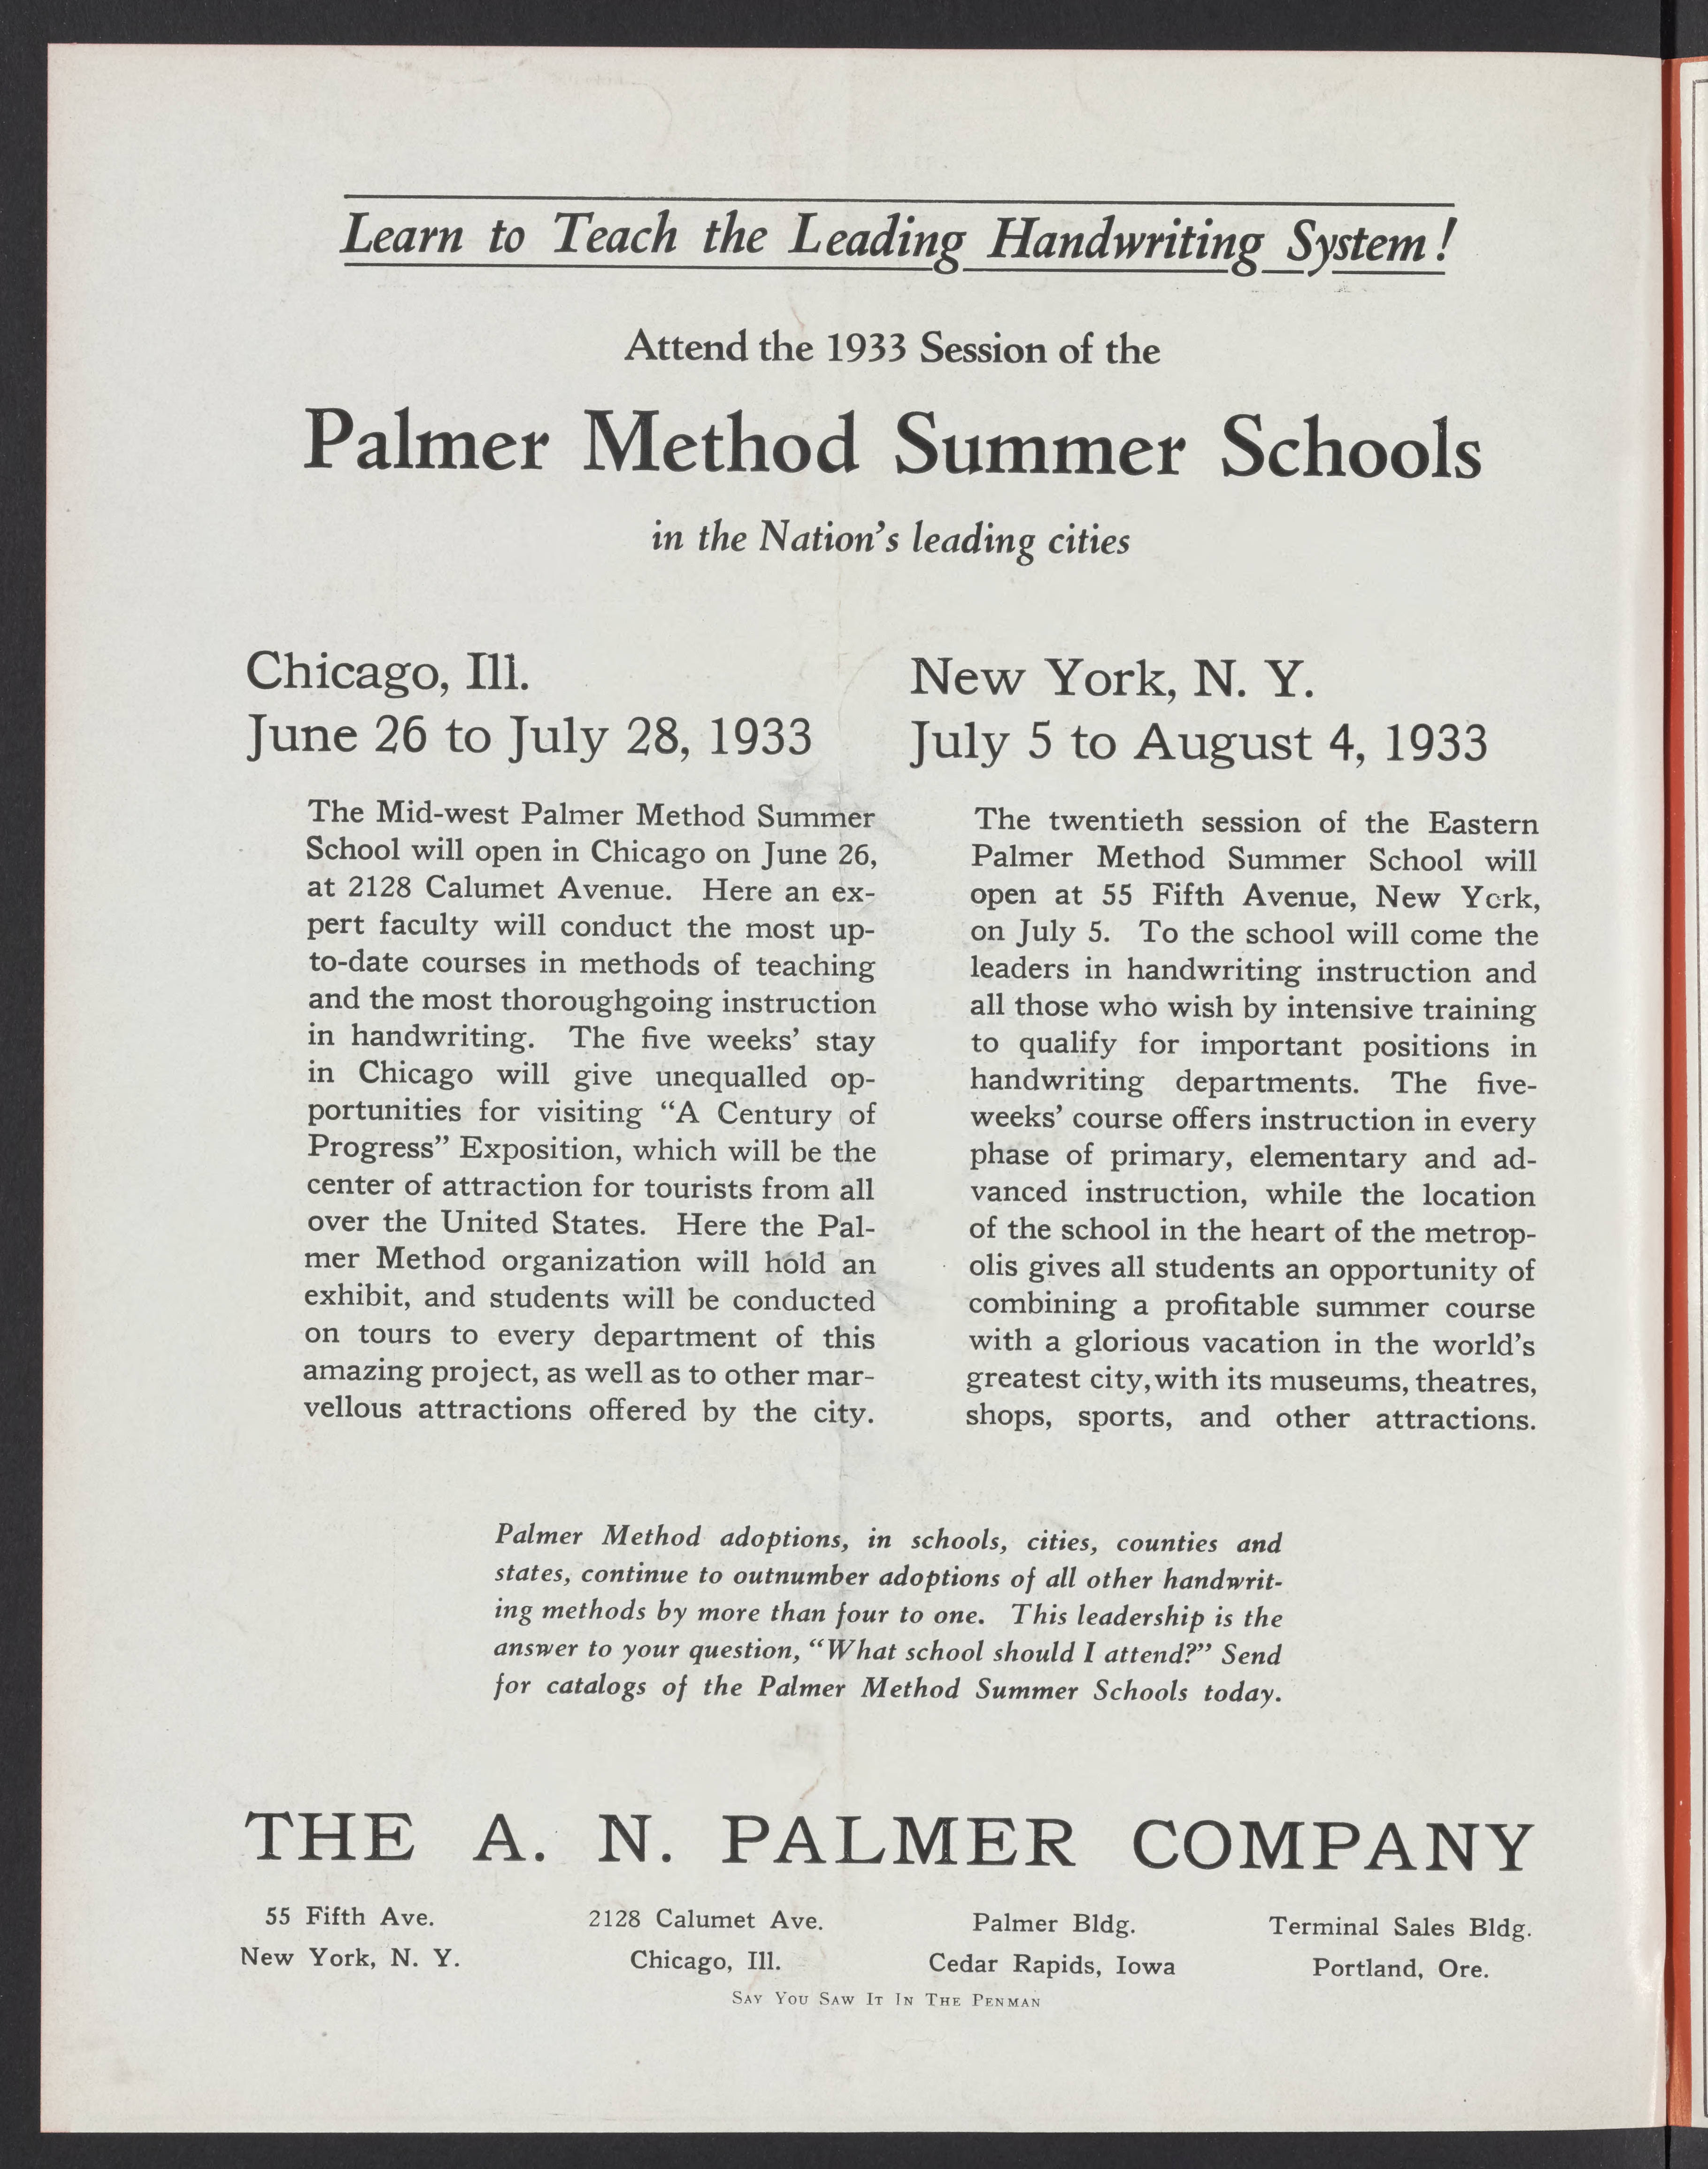 Learn to Teach the Leading Handwriting System!
Attend the 1933 Session of the
Palmer Method Summer Schools
in the Nation's leading cities
Chicago, Ill.
June 26 to July 28, 1933
The Mid-west Palmer Method Summer
School will open in Chicago on June 26,
at 2128 Calumet Avenue. Here an ex-
pert faculty will conduct the most up-
to-date courses in methods of teaching
and the most thoroughgoing instruction
in handwriting. The five weeks' stay
in Chicago will give unequalled op-
portunities for visiting “A Century of
Progress” Exposition, which will be the
center of attraction for tourists from all
over the United States. Here the Pal-
mer Method organization will hold an
exhibit, and students will be conducted
on tours to every department of this
amazing project, as well as to other mar-
vellous attractions offered by the city.
New York, N. Y.
July 5 to August 4, 1933
The twentieth session of the Eastern
Palmer Method Summer School will
open at 55 Fifth Avenue, New York,
on July 5. To the school will come the
leaders in handwriting instruction and
all those who wish by intensive training
to qualify for important positions in
handwriting departments. The five-
weeks' course offers instruction in every
phase of primary, elementary and ad-
vanced instruction, while the location
of the school in the heart of the metrop-
olis gives all students an opportunity of
combining a profitable summer course
with a glorious vacation in the world's
greatest city, with its museums, theatres,
shops, sports, and other attractions.
Palmer Method adoptions, in schools, cities, counties and
states, continue to outnumber adoptions of all other handwrit-
ing methods by more than four to one. This leadership is the
answer to your question, “What school should I attend?” Send
for catalogs of the Palmer Method Summer Schools today.
THE A. N. PALMER COMPANY
55 Fifth Ave.
New York, N. Y.
2128 Calumet Ave.
Chicago, Ill.
Palmer Bldg.
Cedar Rapids, Iowa
Terminal Sales Bldg.
Portland, Ore.
SAY YOU SAW IT IN THE PENMAN